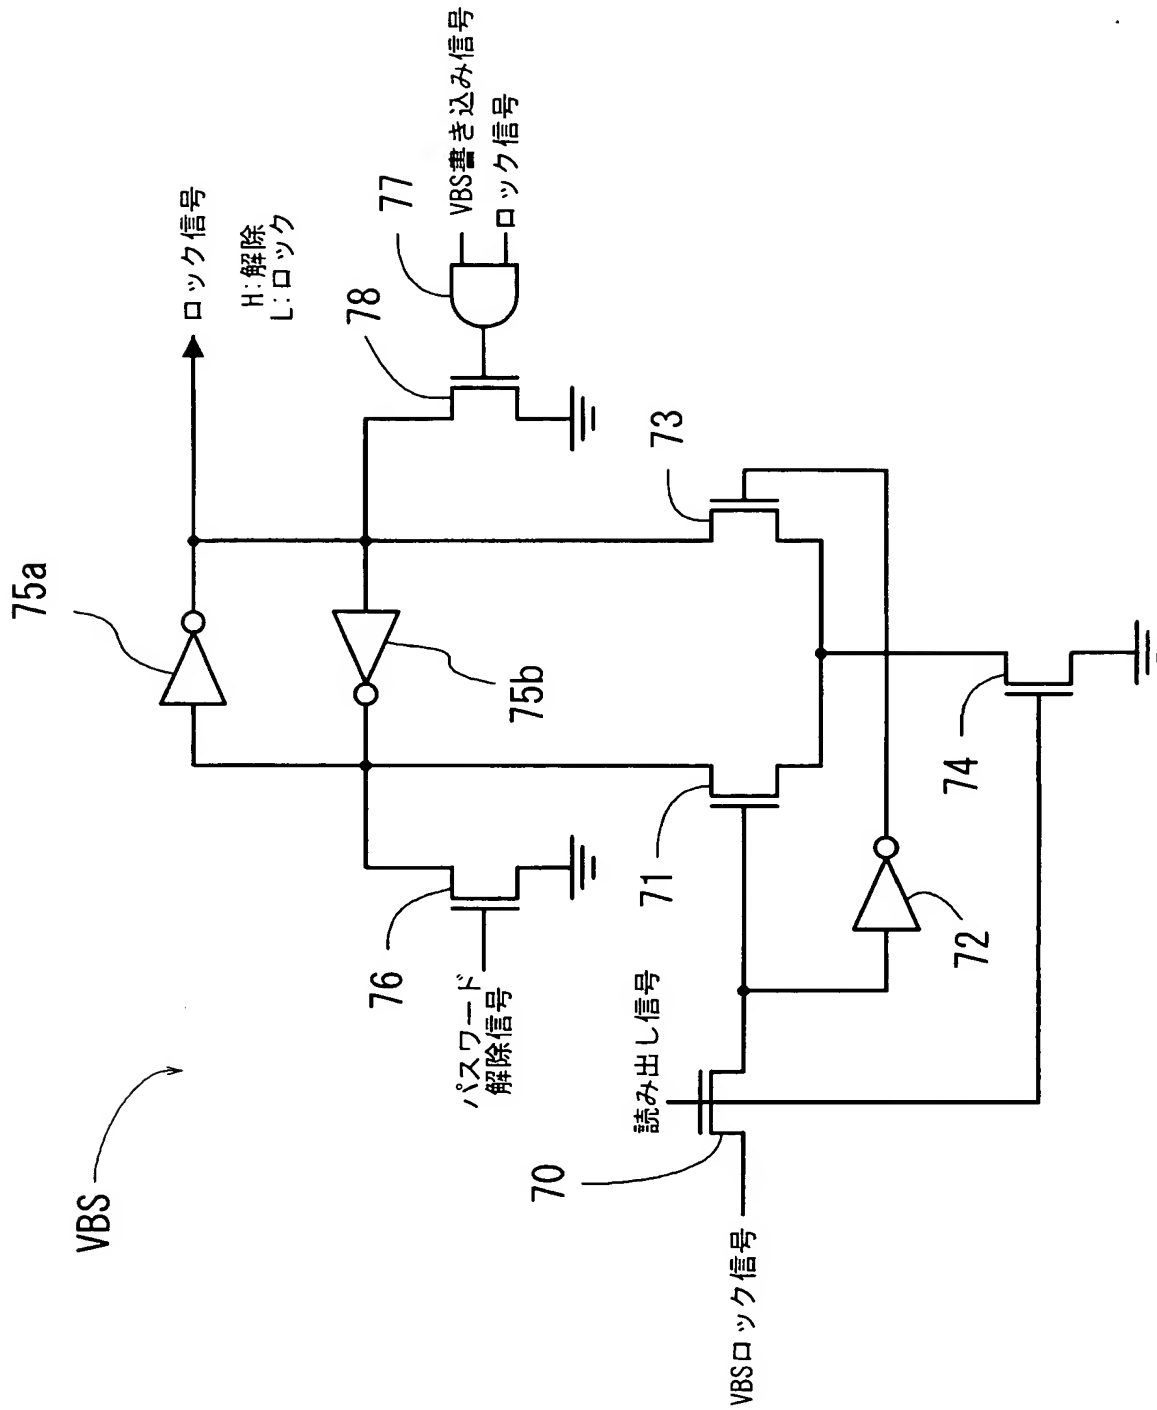 VBS
75a
ロック信号
H:解除
L:ロック
77
VBS書き込み信号
ロック信号
78
76
パスワード
解除信号
75b
73
71
読み出し信号
70
VBSロック信号
72
74